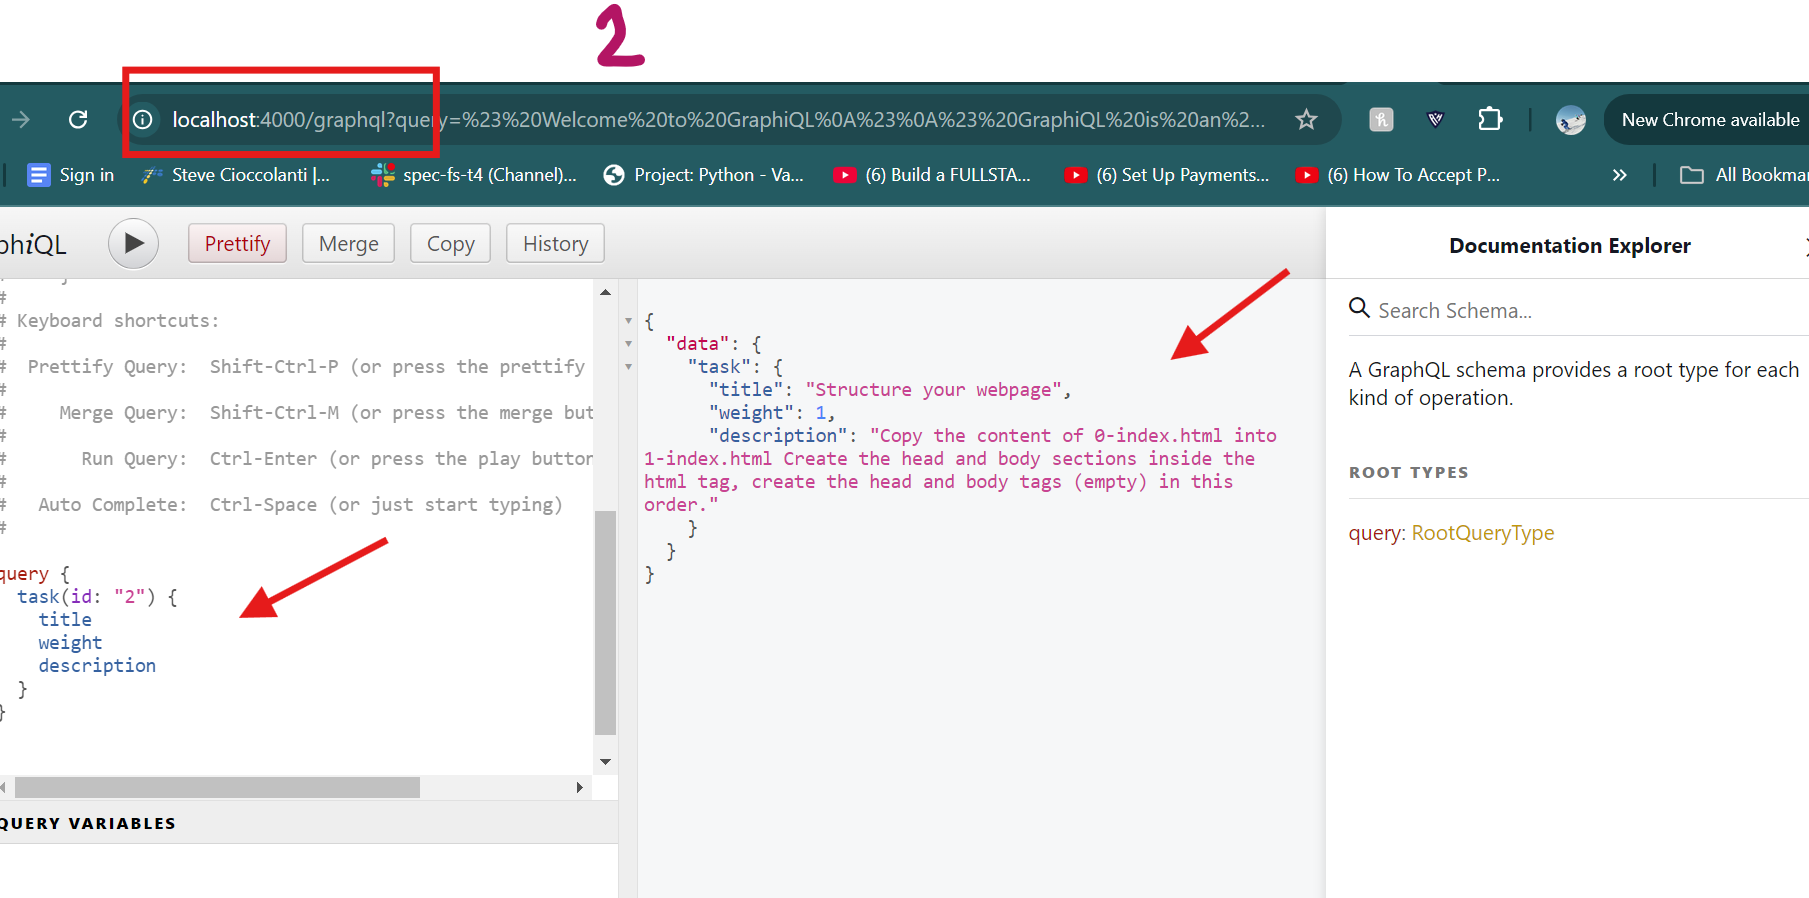 2
localhost:4000/graphql?query=%23%20Welcome%20to%20GraphiQL%0A%23%0A%23%20GraphiQL%20is%20an%2...
New Chrome available
Sign in
Steve Cioccolanti |...
spec-fs-t4 (Channel)...
Project: Python - Va...
(6) Build a FULLSTA...
(6) Set Up Payments...
(6) How To Accept P...
»
All Bookmar
phiQL
Prettify
Merge
Copy
History
Documentation Explorer
#
# Keyboard shortcuts:
#
#  Prettify Query:  Shift-Ctrl-P (or press the prettify
#
#     Merge Query:  Shift-Ctrl-M (or press the merge but
#
#       Run Query:  Ctrl-Enter (or press the play button
#
#   Auto Complete:  Ctrl-Space (or just start typing)
#
query {
  task(id: "2") {
    title
    weight
    description
  }
}
QUERY VARIABLES
{
  "data": {
    "task": {
      "title": "Structure your webpage",
      "weight": 1,
      "description": "Copy the content of 0-index.html into
1-index.html Create the head and body sections inside the
html tag, create the head and body tags (empty) in this
order."
    }
  }
}
Search Schema...
A GraphQL schema provides a root type for each
kind of operation.
ROOT TYPES
query: RootQueryType